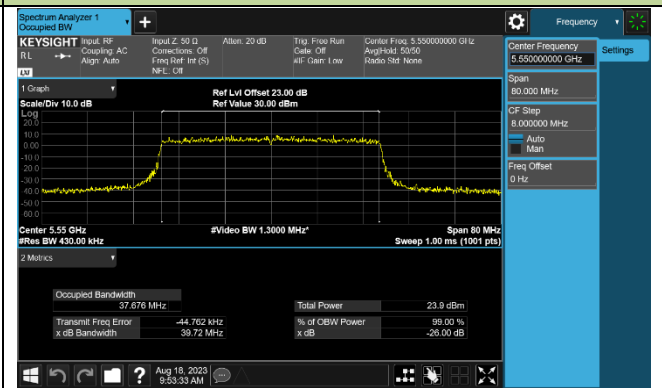 Spectrum Analyzer 1
Occupied BW
Frequency
KEYSIGHT
RL
LXI
Input: RF
Coupling: AC
Align: Auto
Input Z: 50 Ω
Corrections: Off
Freq Ref: Int (S)
NFE: Off
Atten: 20 dB
Trig: Free Run
Gate: Off
#IF Gain: Low
Center Freq: 5.550000000 GHz
Avg|Hold: 50/50
Radio Std: None
Center Frequency
5.550000000 GHz
Settings
Span
80.000 MHz
CF Step
8.000000 MHz
Auto
Man
Freq Offset
0 Hz
1 Graph
Scale/Div 10.0 dB
Ref Lvl Offset 23.00 dB
Ref Value 30.00 dBm
Log
20.0
10.0
0.00
-10.0
-20.0
-30.0
-40.0
-50.0
-60.0
Center 5.55 GHz
#Res BW 430.00 kHz
#Video BW 1.3000 MHz*
Span 80 MHz
Sweep 1.00 ms (1001 pts)
2 Metrics
Occupied Bandwidth
37.676 MHz
Total Power 23.9 dBm
Transmit Freq Error -44.762 kHz
% of OBW Power 99.00 %
x dB Bandwidth 39.72 MHz
x dB -26.00 dB
Aug 18, 2023
9:53:33 AM